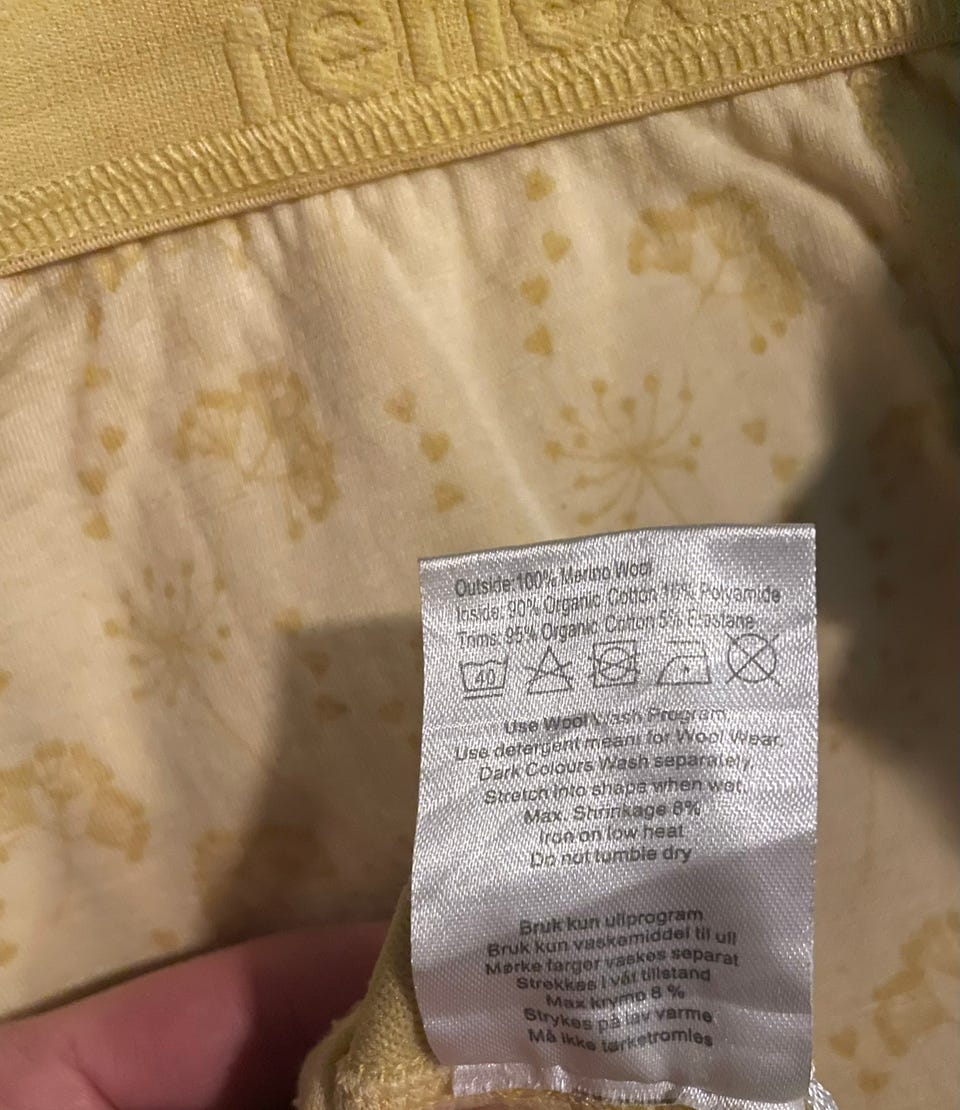 Outside:100% Merino Wool
Inside: 90% Organic Cotton 10% Polyamide
Trims: 95% Organic Cotton 5% Elastane
40
Use Wool Wash Program
Use detergent meant for Wool Wear.
Dark Colours Wash separately.
Stretch into shape when wet.
Max. Shrinkage 8%
Iron on low heat
Do not tumble dry
Bruk kun ullprogram
Bruk kun vaskemiddel til ull
Mørke farger vaskes separat
Strekkes i våt tilstand
Max krymp 8 %
Strykes på lav varme
Må ikke tørketromles